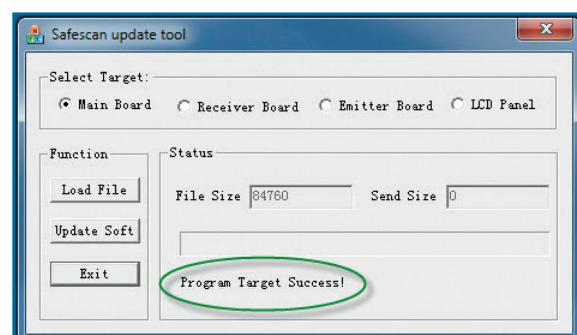 Safescan update tool
Select Target:
Main Board Receiver Board Emitter Board LCD Panel
Function Status
Load File File Size 84760 Send Size 0
Update Soft
Exit Program Target Success!